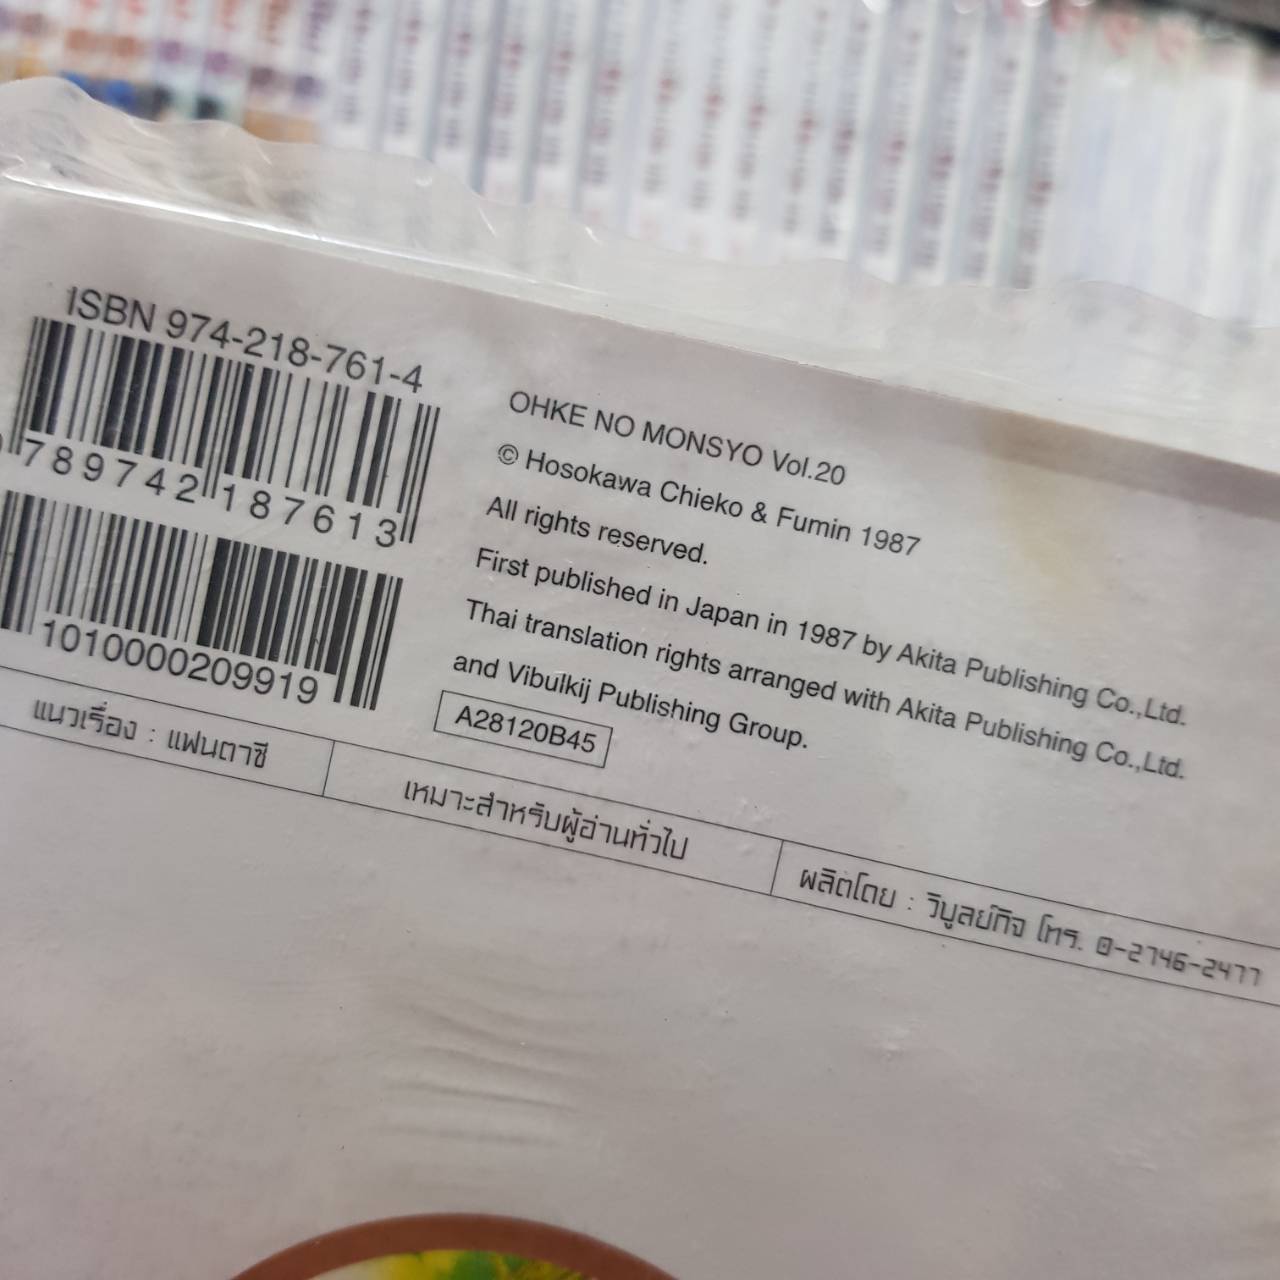 ISBN 974-218-761-4
789742 187613
1010000209919
OHKE NO MONSYO Vol.20
© Hosokawa Chieko & Fumin 1987
All rights reserved.
First published in Japan in 1987 by Akita Publishing Co.,Ltd.
Thai translation rights arranged with Akita Publishing Co.,Ltd.
and Vibulkij Publishing Group.
A28120B45
แนวเรื่อง : แฟนตาซี
เหมาะสำหรับผู้อ่านทั่วไป
ผลิตโดย : วิบูลย์กิจ โทร. 0-2746-2477